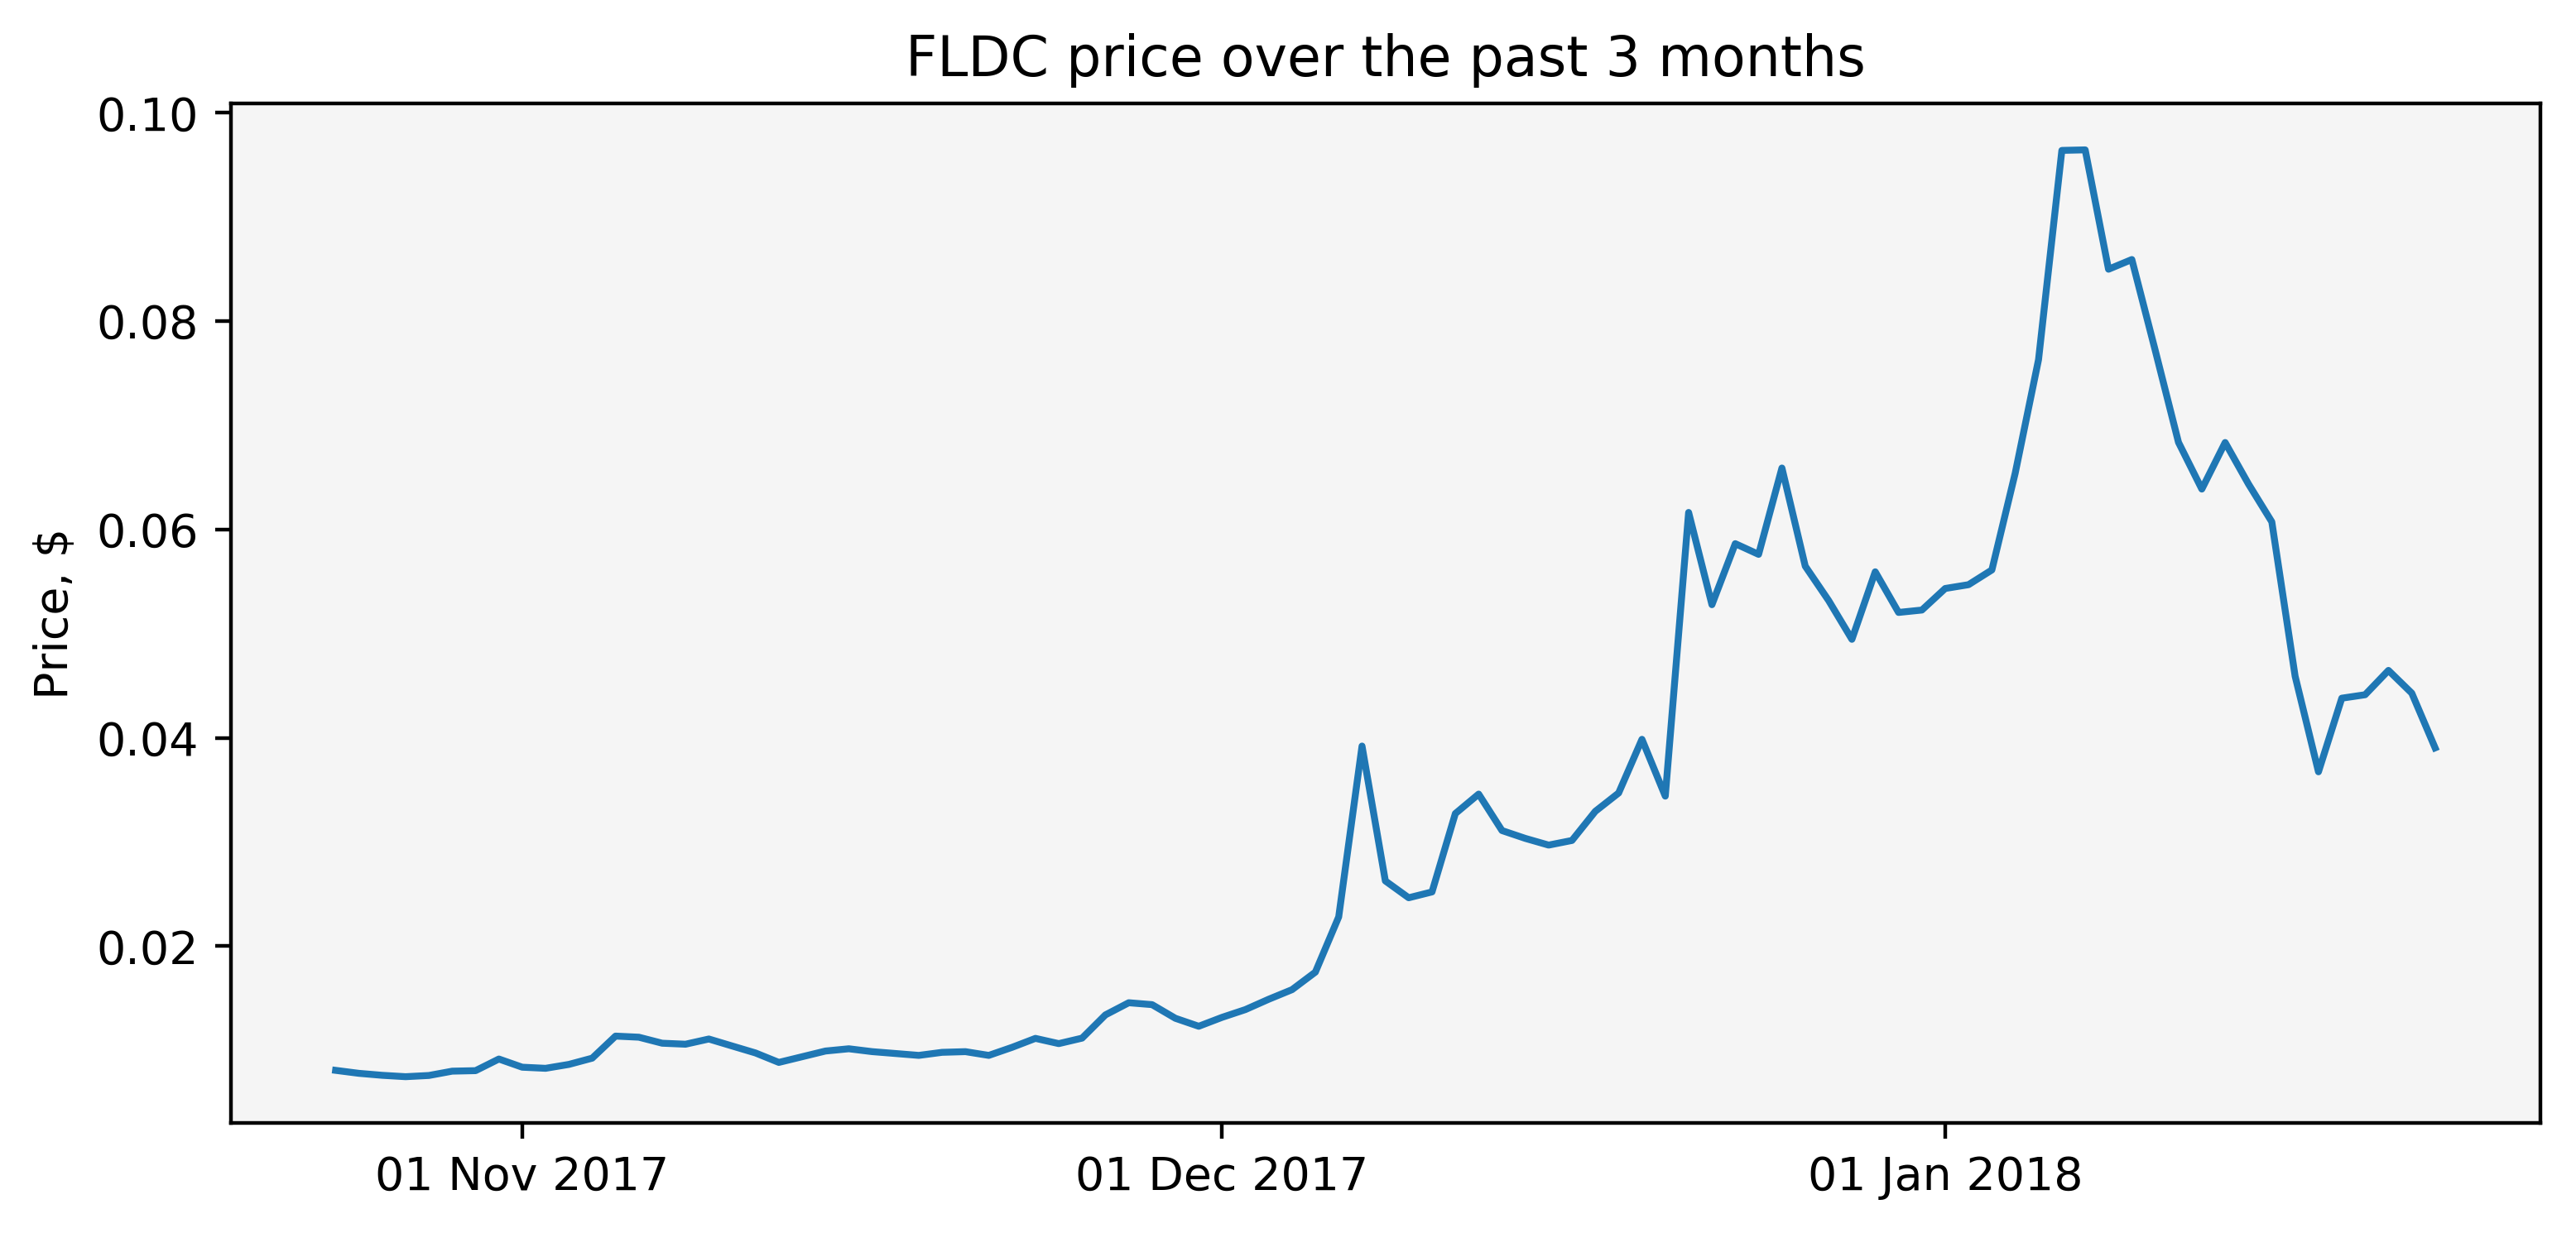 FLDC price over the past 3 months
0.10
0.08
0.06
0.04
0.02
Price, $
01 Nov 2017
01 Dec 2017
01 Jan 2018